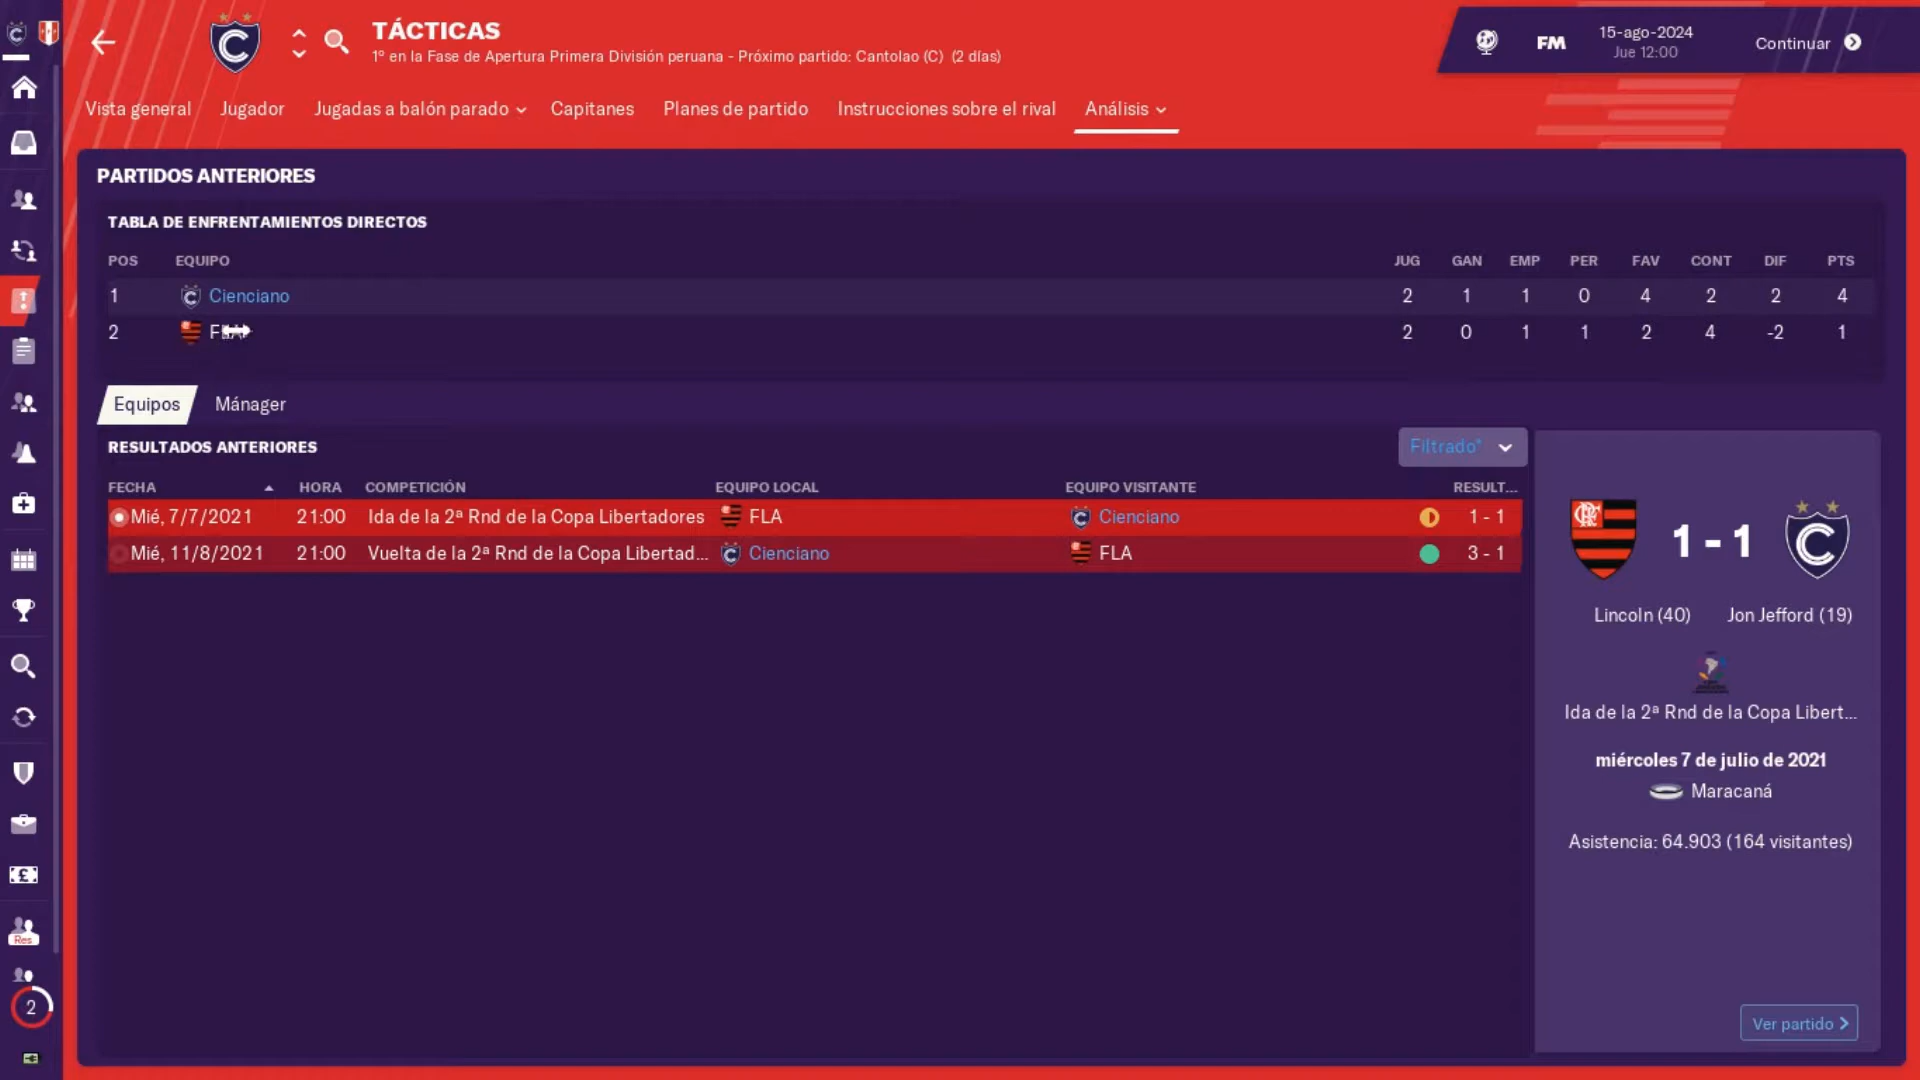 TÁCTICAS
1º en la Fase de Apertura Primera División peruana - Próximo partido: Cantolao (C) (2 días)
FM
15-ago-2024
Jue 12:00
Continuar
Vista general Jugador Jugadas a balón parado Capitanes Planes de partido Instrucciones sobre el rival Análisis
PARTIDOS ANTERIORES
TABLA DE ENFRENTAMIENTOS DIRECTOS
POS EQUIPO JUG GAN EMP PER FAV CONT DIF PTS
1 Cienciano 2 1 1 0 4 2 2 4
2 2 0 1 1 2 4 -2 1
Equipos Mánager
RESULTADOS ANTERIORES
Filtrado*
FECHA HORA COMPETICIÓN EQUIPO LOCAL EQUIPO VISITANTE RESULT...
Mié, 7/7/2021 21:00 Ida de la 2ª Rnd de la Copa Libertadores FLA Cienciano 1 - 1
Mié, 11/8/2021 21:00 Vuelta de la 2ª Rnd de la Copa Libertad... Cienciano FLA 3 - 1
1 - 1
Lincoln (40) Jon Jefford (19)
Ida de la 2ª Rnd de la Copa Libert...
miércoles 7 de julio de 2021
Maracaná
Asistencia: 64.903 (164 visitantes)
Ver partido
Res
2